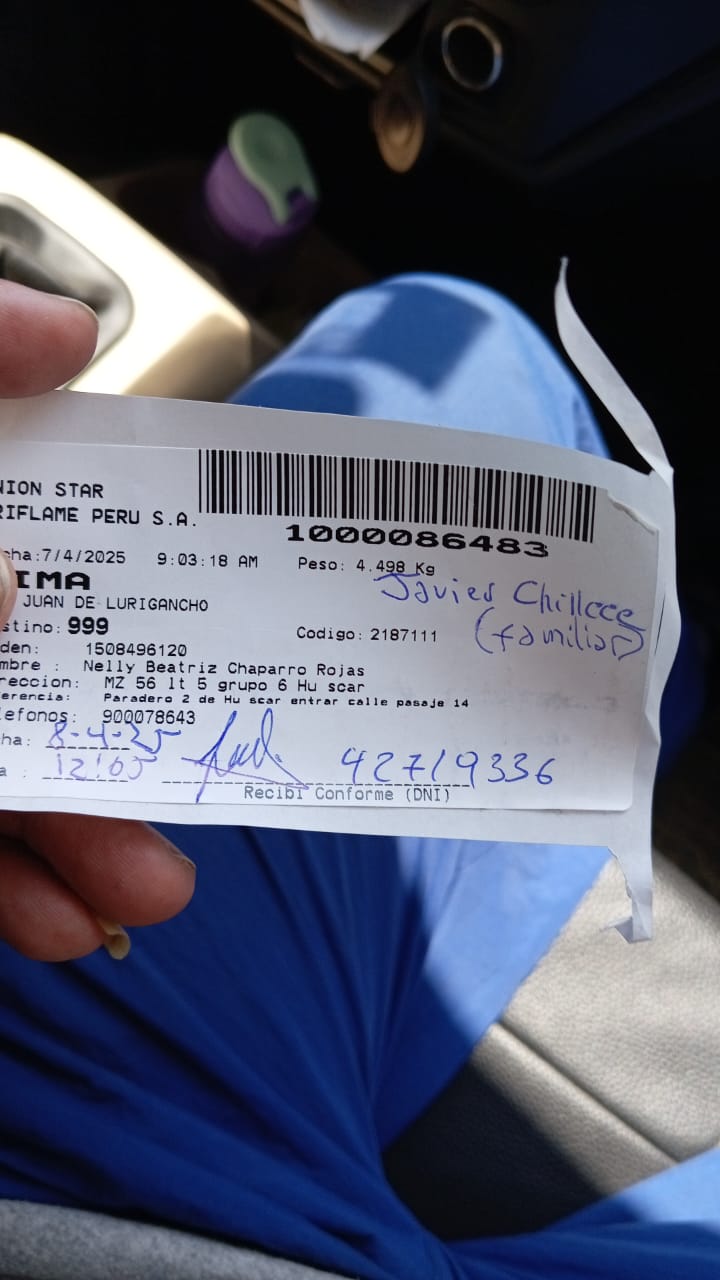 NION STAR
RIFLAME PERU S.A.
1000086483
cha:7/4/2025 9:03:18 AM Peso: 4.498 Kg
IMA
JUAN DE LURIGANCHO
Javier Chillcce
(familiar)
stino: 999
Codigo: 2187111
den: 1508496120
mbre : Nelly Beatriz Chaparro Rojas
reccion: MZ 56 lt 5 grupo 6 Hu scar
erencia: Paradero 2 de Hu scar entrar calle pasaje 14
lefonos: 900078643
ha: 8-4-25
a : 12:05 42719336
Recibi Conforme (DNI)